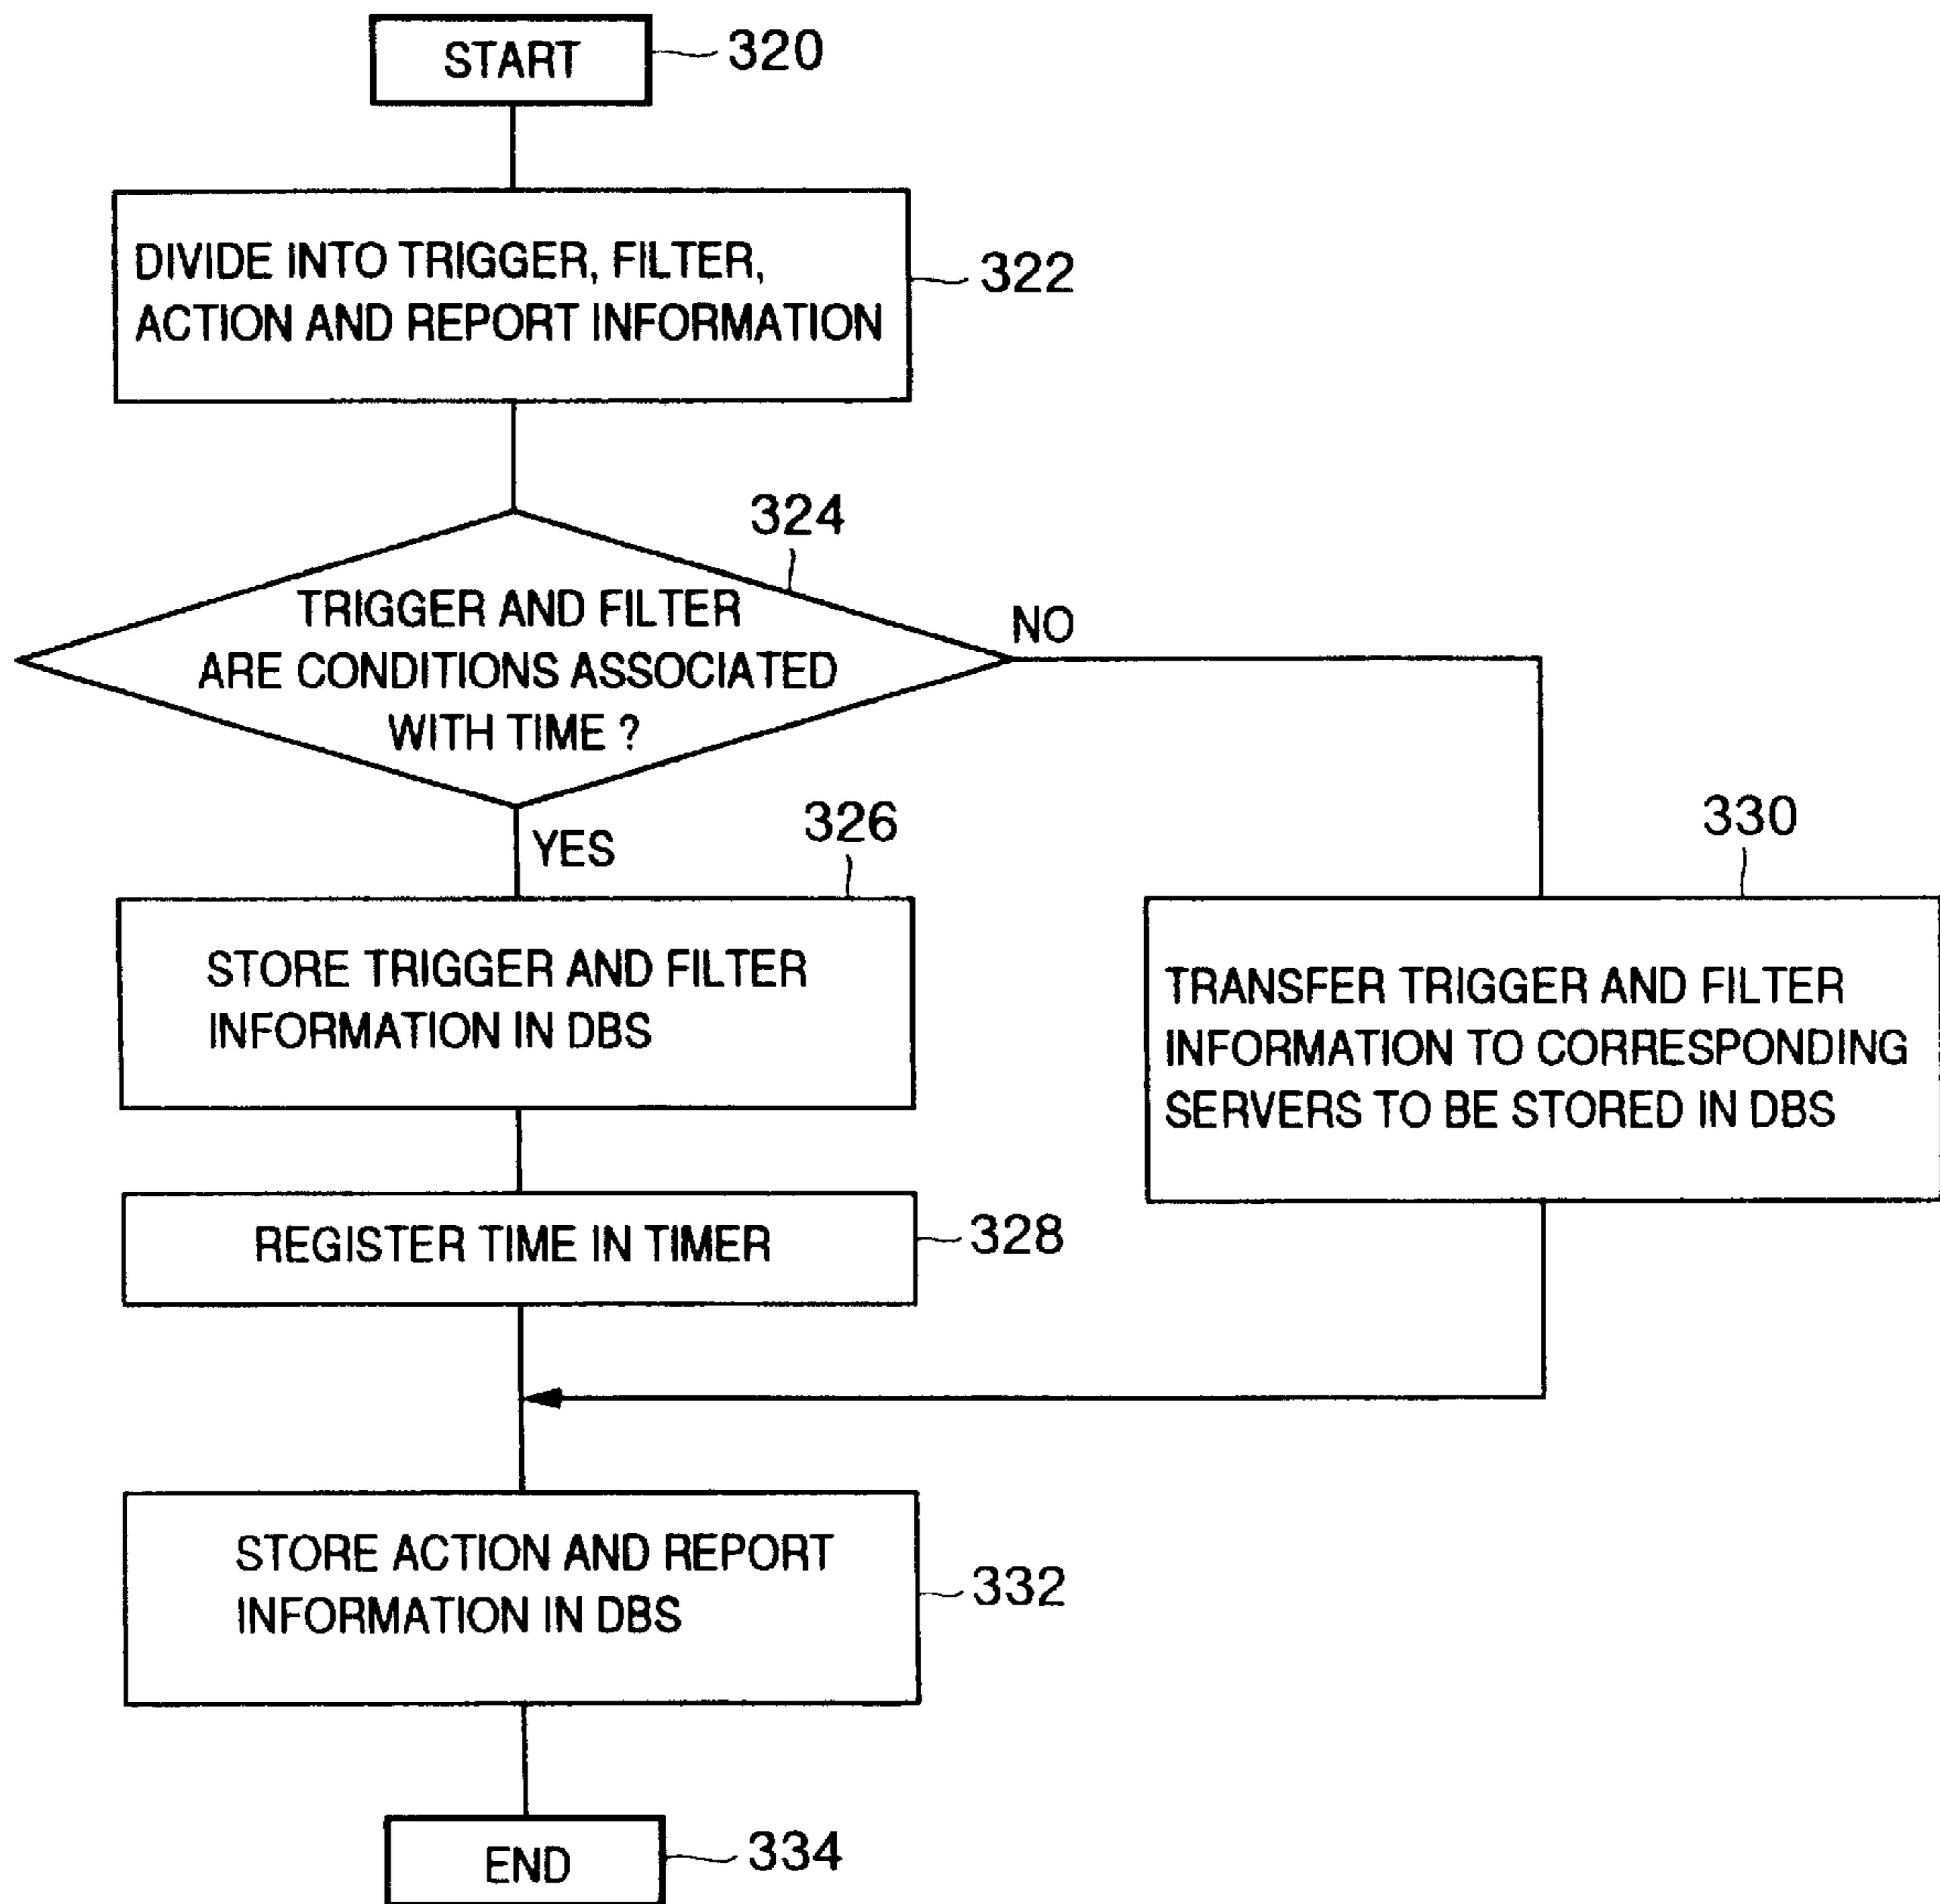 START
320
DIVIDE INTO TRIGGER, FILTER,
ACTION AND REPORT INFORMATION
322
324
TRIGGER AND FILTER
ARE CONDITIONS ASSOCIATED
WITH TIME ?
NO
YES
326
STORE TRIGGER AND FILTER
INFORMATION IN DBS
330
TRANSFER TRIGGER AND FILTER
INFORMATION TO CORRESPONDING
SERVERS TO BE STORED IN DBS
REGISTER TIME IN TIMER
328
STORE ACTION AND REPORT
INFORMATION IN DBS
332
END
334